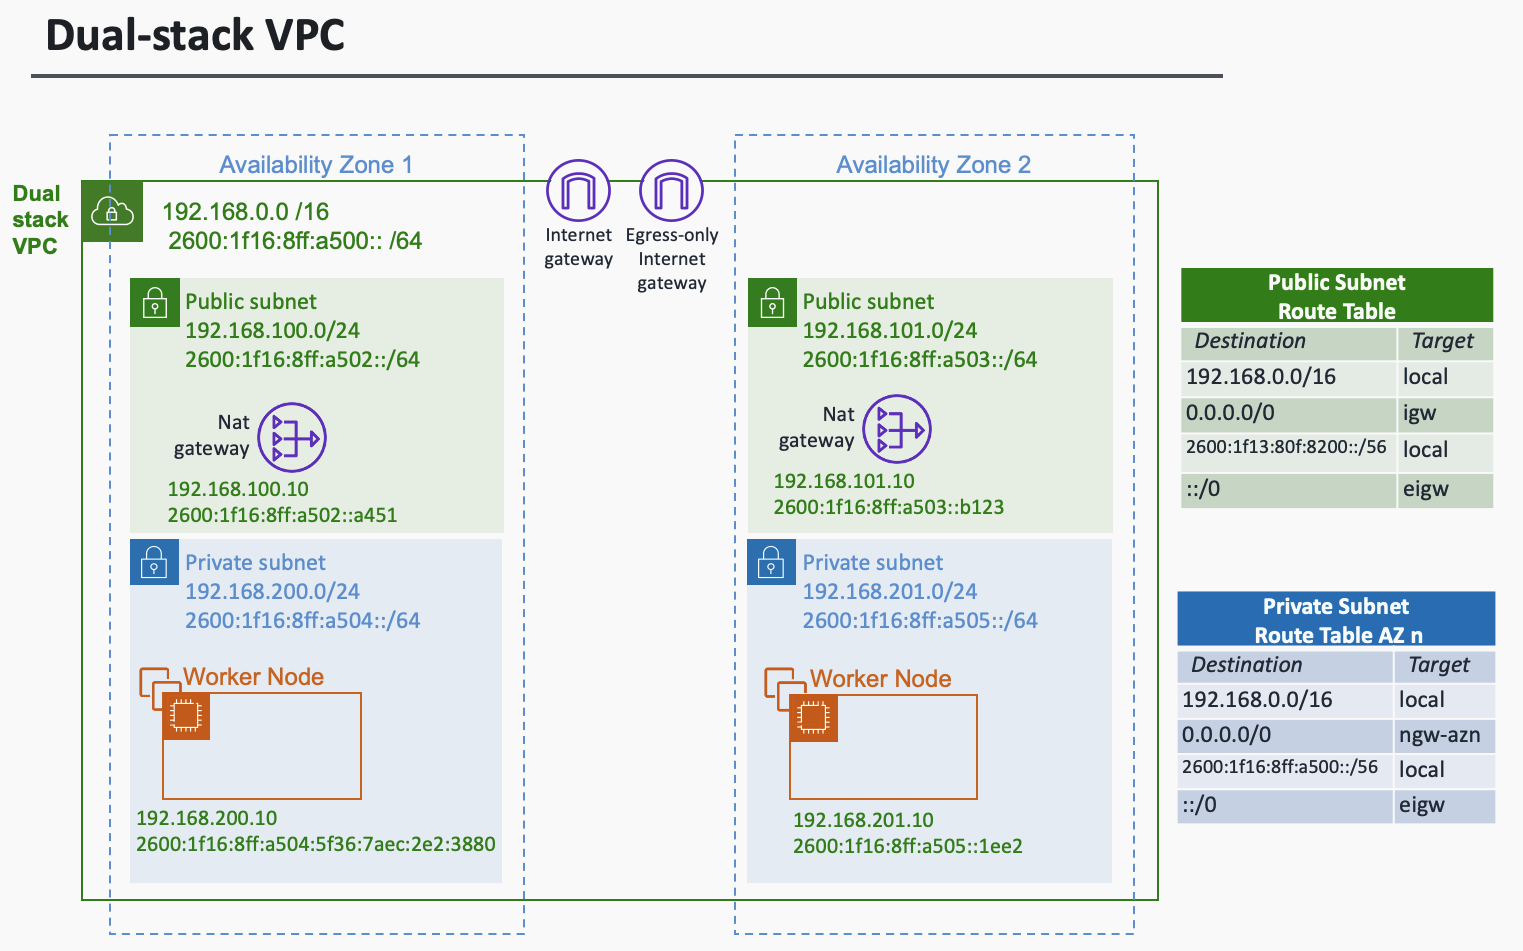 Dual-stack VPC
Availability Zone 1
Availability Zone 2
Dual
stack
VPC
192.168.0.0 /16
2600:1f16:8ff:a500:: /64
Internet
gateway
Egress-only
Internet
gateway
Public subnet
192.168.100.0/24
2600:1f16:8ff:a502::/64
Nat
gateway
192.168.100.10
2600:1f16:8ff:a502::a451
Public subnet
192.168.101.0/24
2600:1f16:8ff:a503::/64
Nat
gateway
192.168.101.10
2600:1f16:8ff:a503::b123
Private subnet
192.168.200.0/24
2600:1f16:8ff:a504::/64
Worker Node
192.168.200.10
2600:1f16:8ff:a504:5f36:7aec:2e2:3880
Private subnet
192.168.201.0/24
2600:1f16:8ff:a505::/64
Worker Node
192.168.201.10
2600:1f16:8ff:a505::1ee2
Public Subnet
Route Table
Destination Target
192.168.0.0/16 local
0.0.0.0/0 igw
2600:1f13:80f:8200::/56 local
::/0 eigw
Private Subnet
Route Table AZ n
Destination Target
192.168.0.0/16 local
0.0.0.0/0 ngw-azn
2600:1f16:8ff:a500::/56 local
::/0 eigw